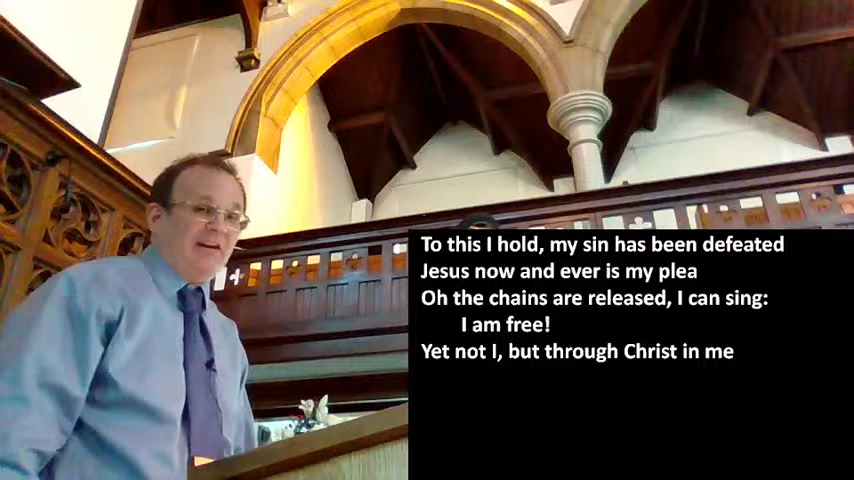 To this I hold, my sin has been defeated
Jesus now and ever is my plea
Oh the chains are released, I can sing:
I am free!
Yet not I, but through Christ in me